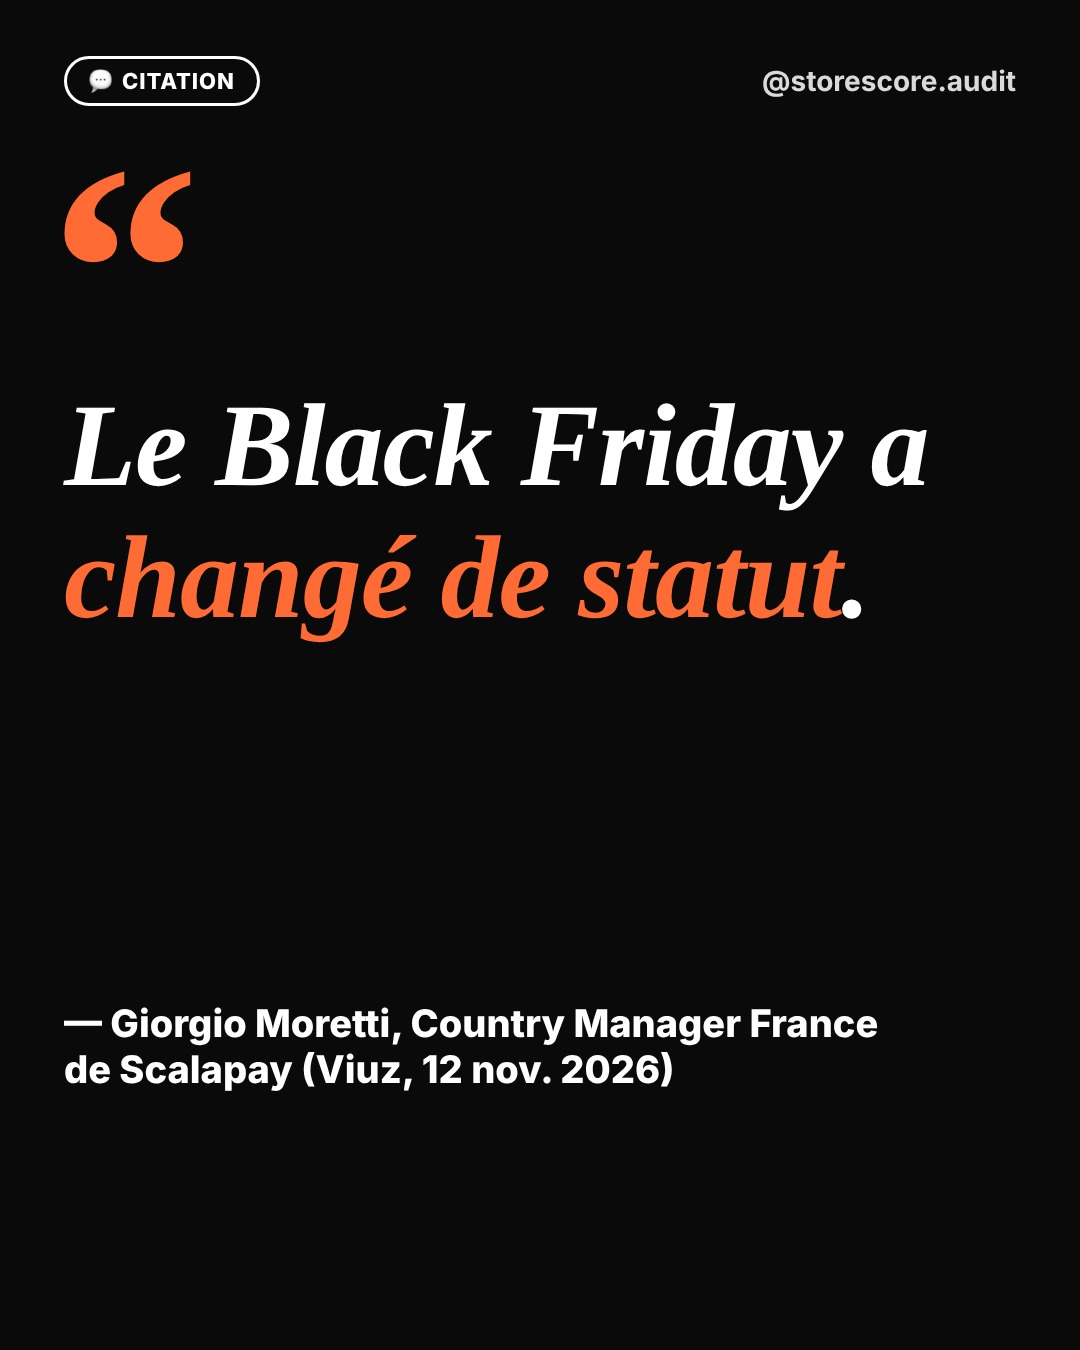 💬 CITATION
@storescore.audit
“
Le Black Friday a
changé de statut.
— Giorgio Moretti, Country Manager France
de Scalapay (Viuz, 12 nov. 2026)